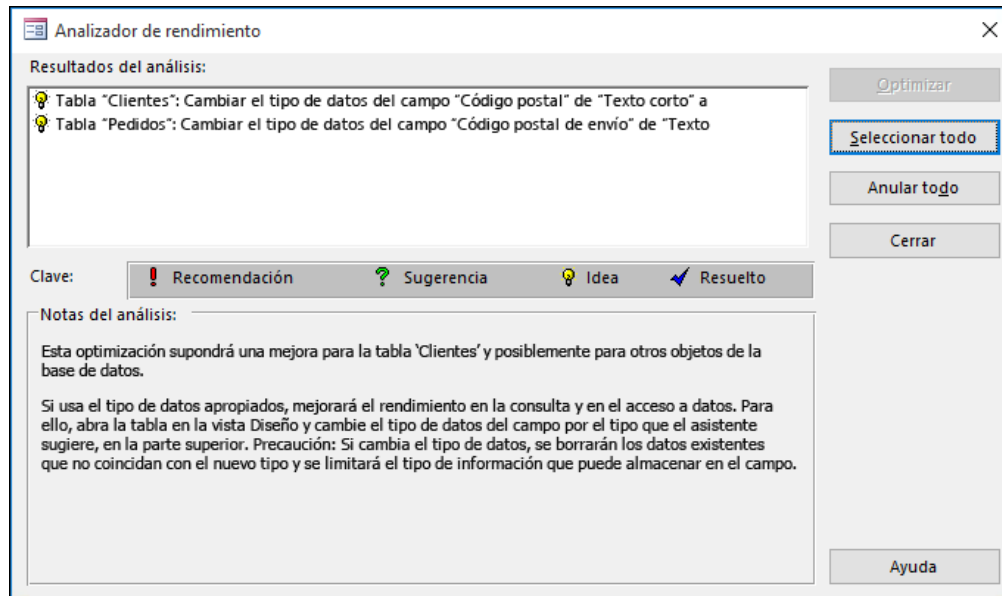 Analizador de rendimiento
Resultados del análisis:
Tabla "Clientes": Cambiar el tipo de datos del campo "Código postal" de "Texto corto" a
Tabla "Pedidos": Cambiar el tipo de datos del campo "Código postal de envío" de "Texto
Optimizar
Seleccionar todo
Anular todo
Cerrar
Clave:
Recomendación
Sugerencia
Idea
Resuelto
Notas del análisis:
Esta optimización supondrá una mejora para la tabla 'Clientes' y posiblemente para otros objetos de la
base de datos.
Si usa el tipo de datos apropiados, mejorará el rendimiento en la consulta y en el acceso a datos. Para
ello, abra la tabla en la vista Diseño y cambie el tipo de datos del campo por el tipo que el asistente
sugiere, en la parte superior. Precaución: Si cambia el tipo de datos, se borrarán los datos existentes
que no coincidan con el nuevo tipo y se limitará el tipo de información que puede almacenar en el campo.
Ayuda